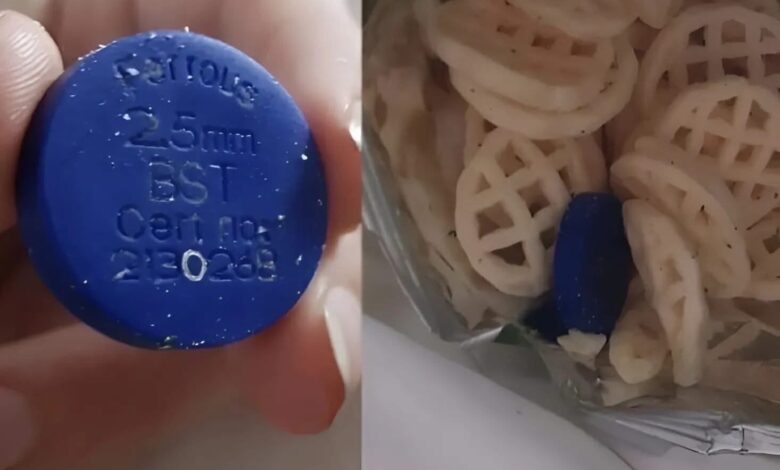 Ferrous
2.5mm
BST
Cert no:
2130268